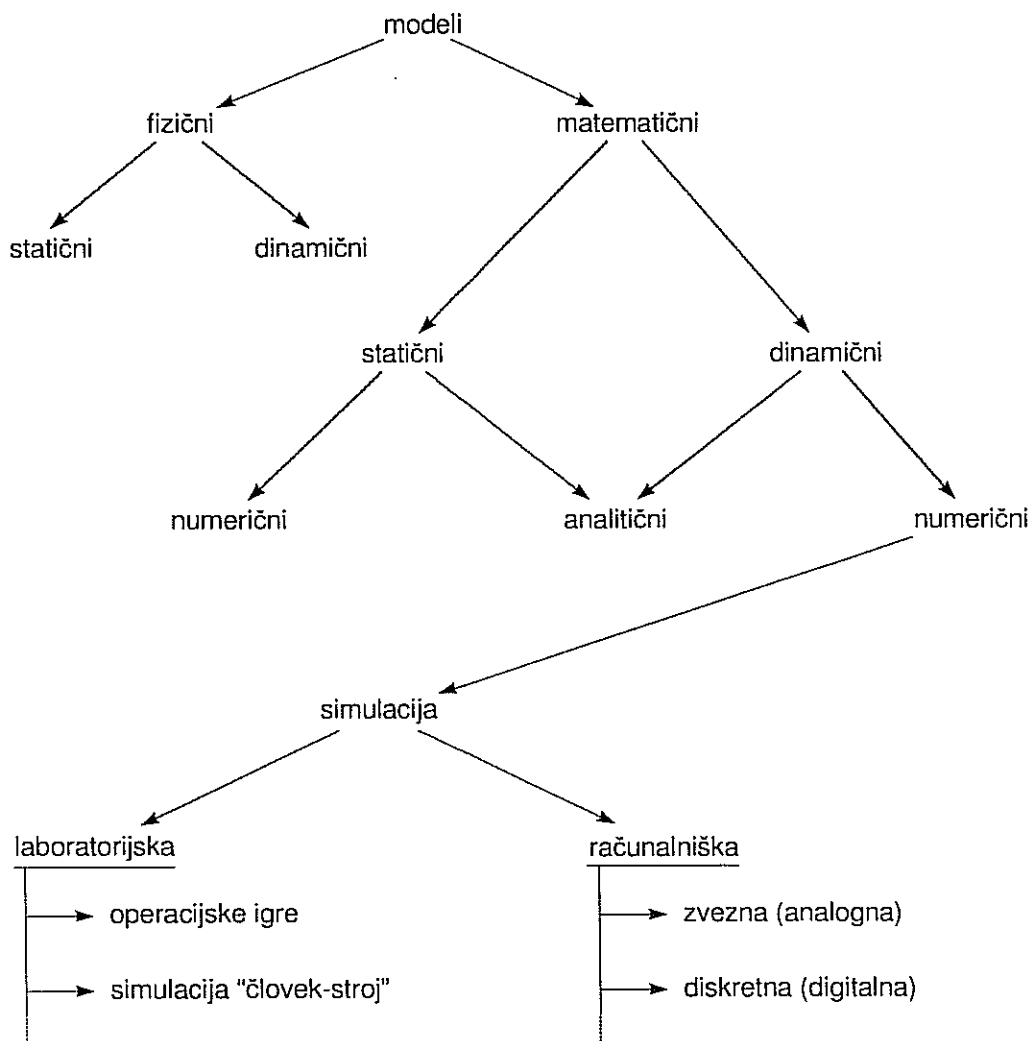 modeli
fizični
matematični
statični
dinamični
statični
dinamični
numerični
analitični
numerični
simulacija
laboratorijska
računalniška
operacijske igre
zvezna (analogna)
simulacija "človek-stroj"
diskretna (digitalna)